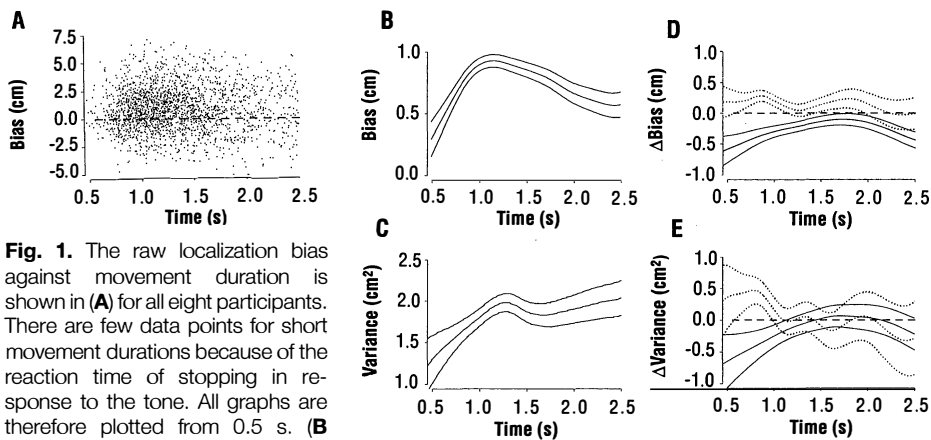 A
7.5
5.0
2.5
0.0
-2.5
-5.0
Bias (cm)
0.5 1.0 1.5 2.0 2.5
Time (s)
B
1.0
0.5
0.0
Bias (cm)
0.5 1.0 1.5 2.0 2.5
Time (s)
D
1.0
0.5
0.0
-0.5
-1.0
ΔBias (cm)
0.5 1.0 1.5 2.0 2.5
Time (s)
C
2.5
2.0
1.5
1.0
Variance (cm²)
0.5 1.0 1.5 2.0 2.5
Time (s)
E
1.0
0.5
0.0
-0.5
-1.0
ΔVariance (cm²)
0.5 1.0 1.5 2.0 2.5
Time (s)
Fig. 1. The raw localization bias
against movement duration is
shown in (A) for all eight participants.
There are few data points for short
movement durations because of the
reaction time of stopping in re-
sponse to the tone. All graphs are
therefore plotted from 0.5 s. (B